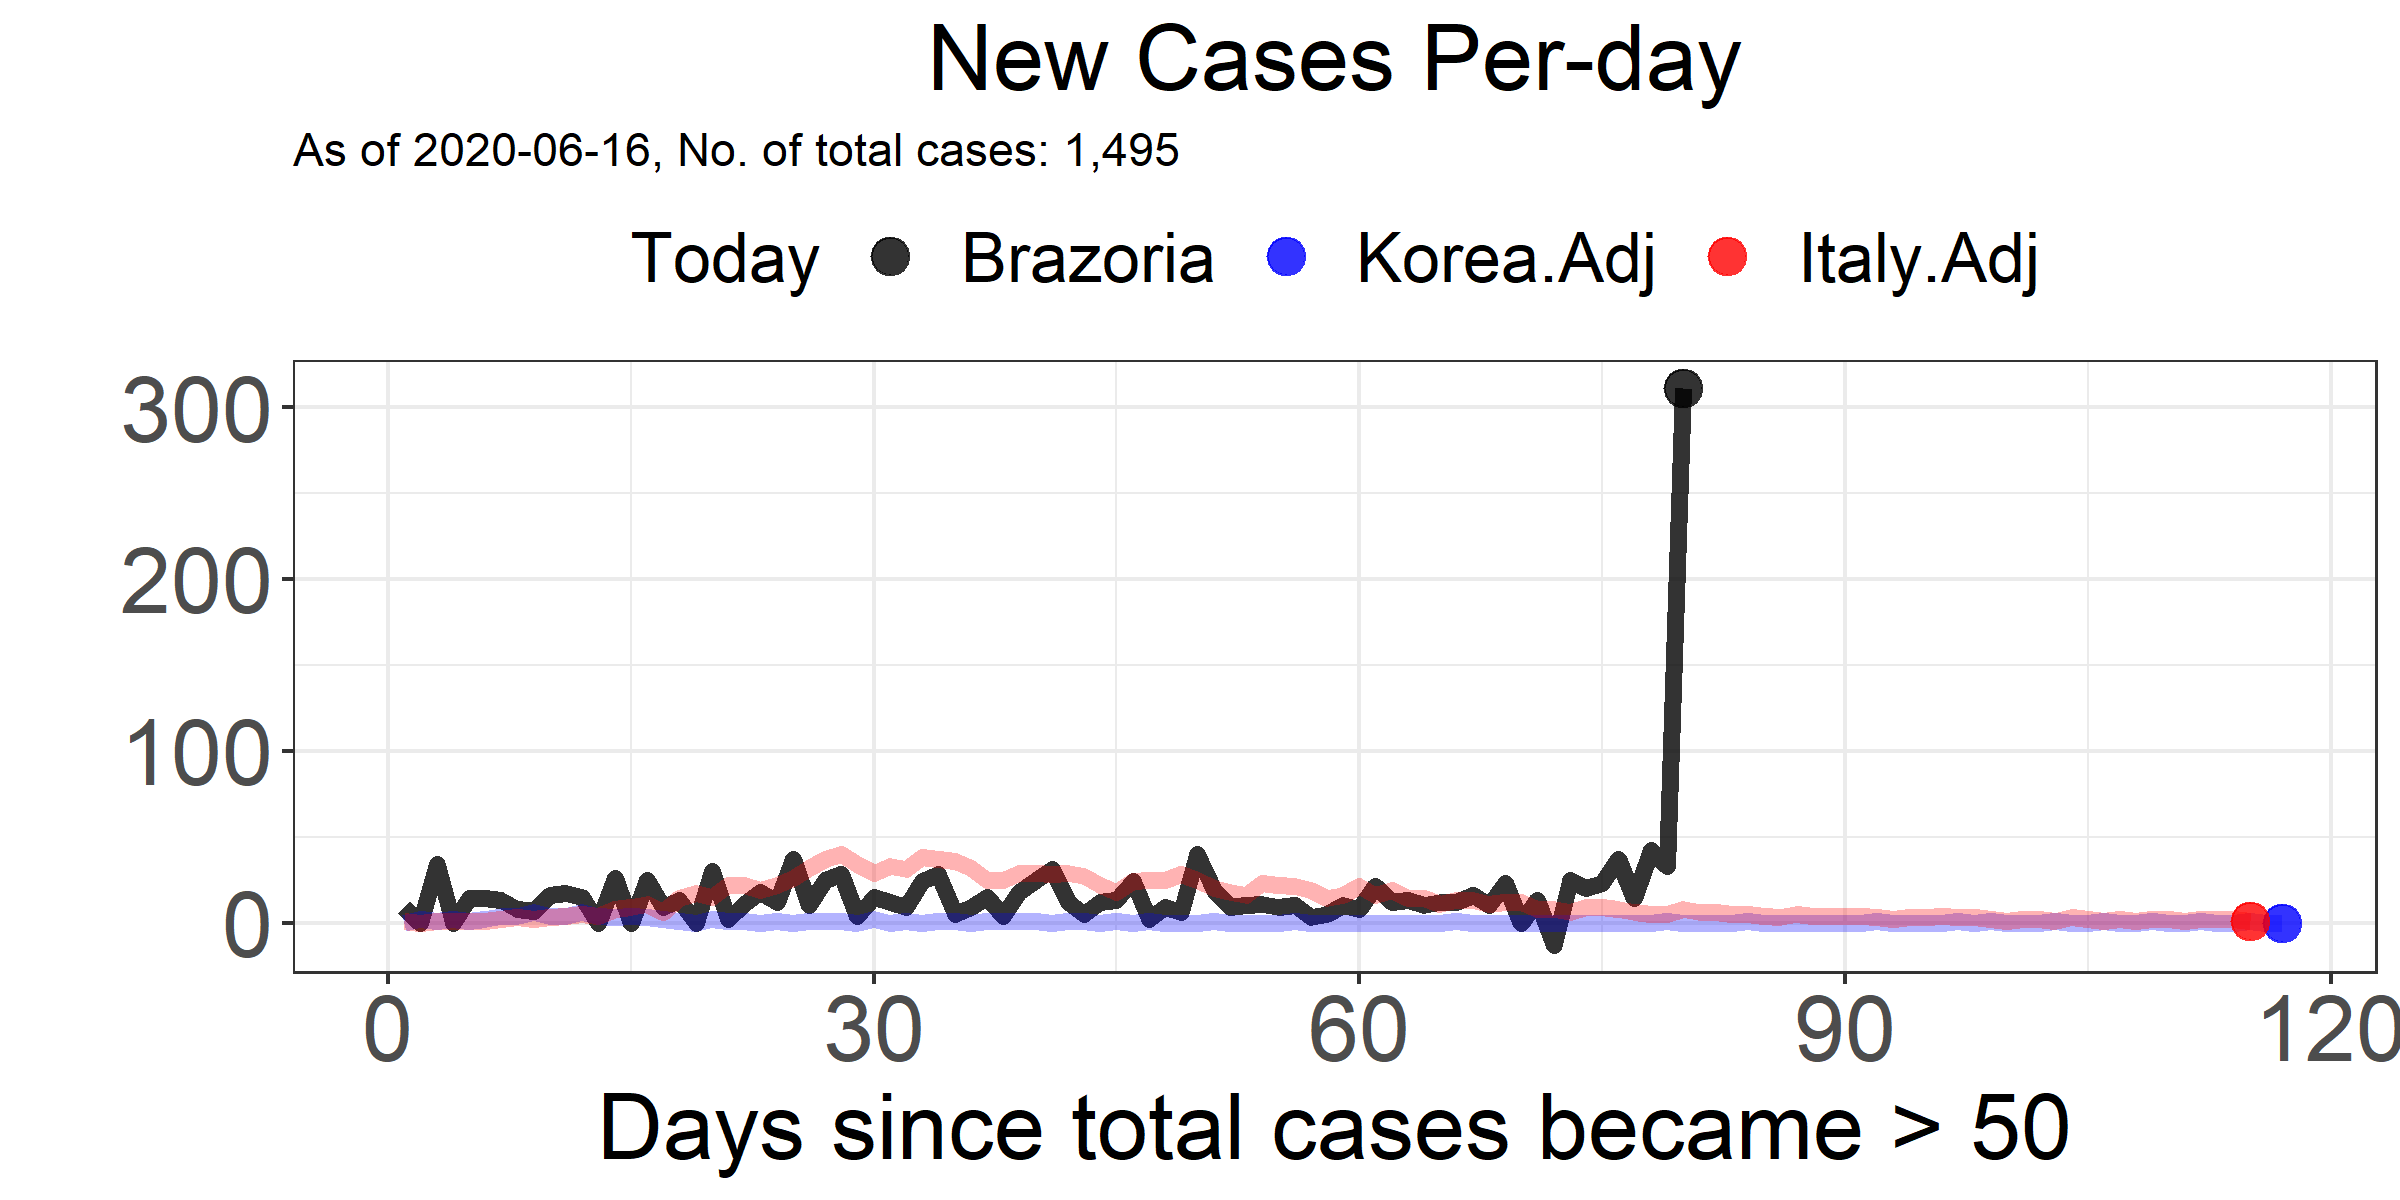 New Cases Per-day
As of 2020-06-16, No. of total cases: 1,495
Today Brazoria Korea.Adj Italy.Adj
300
200
100
0
0 30 60 90 120
Days since total cases became > 50